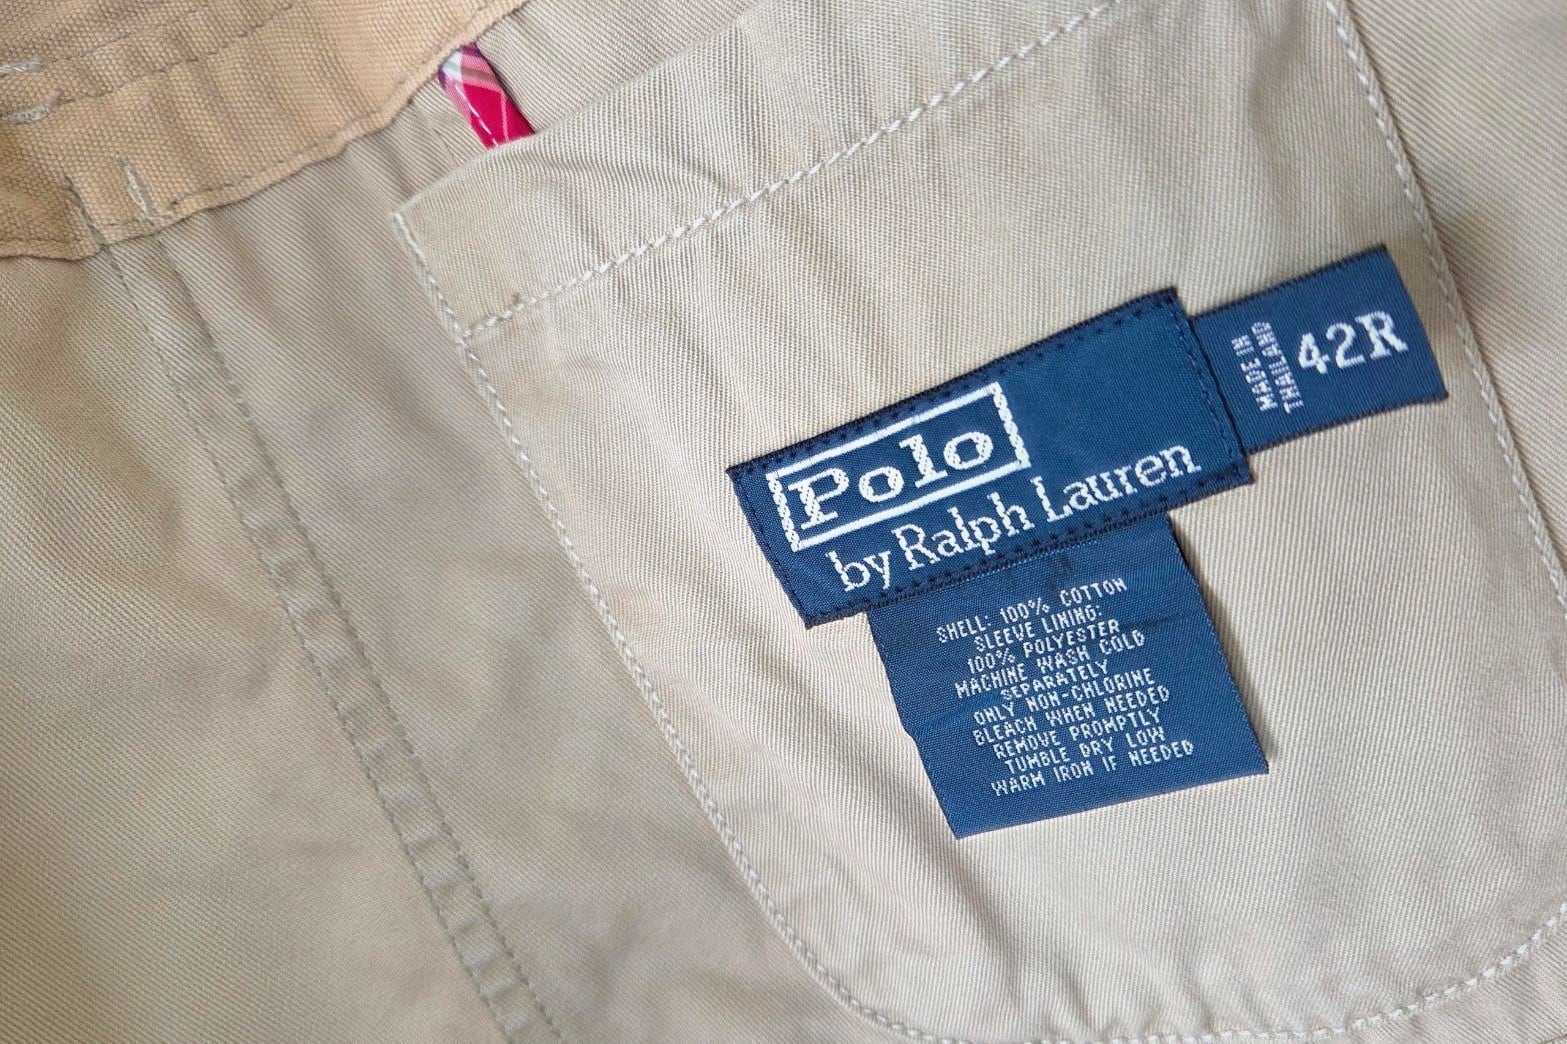 Polo
by Ralph Lauren
MADE IN
THAILAND
42R
SHELL: 100% COTTON
SLEEVE LINING:
100% POLYESTER
MACHINE WASH COLD
SEPARATELY
ONLY NON-CHLORINE
BLEACH WHEN NEEDED
REMOVE PROMPTLY
TUMBLE DRY LOW
WARM IRON IF NEEDED